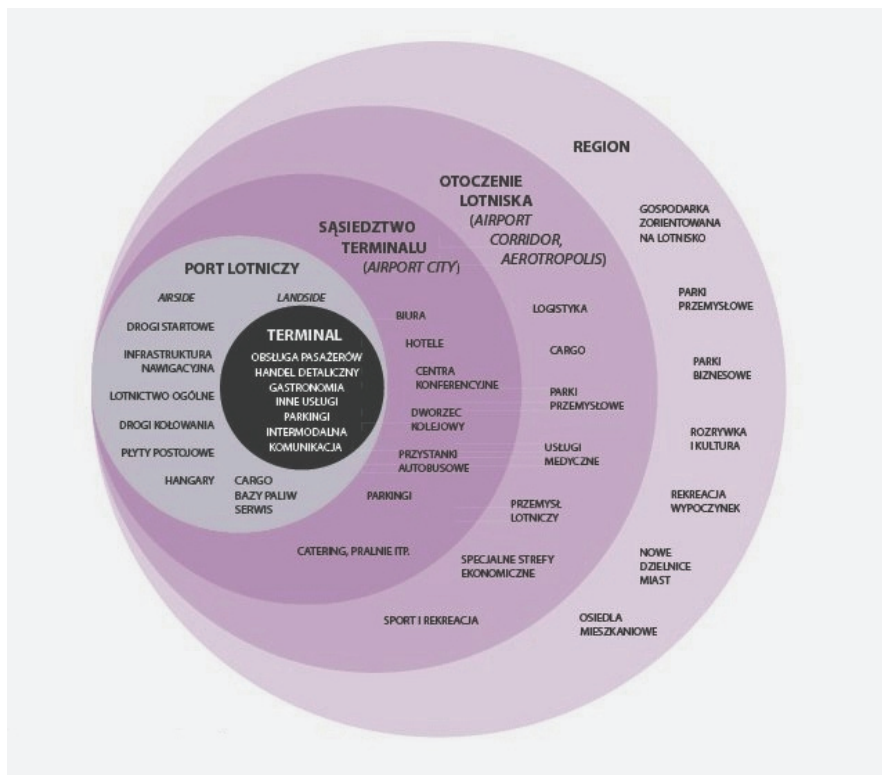 REGION
OTOCZENIE
LOTNISKA
(AIRPORT
CORRIDOR,
AEROTROPOLIS)
SĄSIEDZTWO
TERMINALU
(AIRPORT CITY)
PORT LOTNICZY
AIRSIDE
LANDSIDE
DROGI STARTOWE
INFRASTRUKTURA
NAWIGACYJNA
LOTNICTWO OGÓLNE
DROGI KOŁOWANIA
PŁYTY POSTOJOWE
HANGARY
CARGO
BAZY PALIW
SERWIS
TERMINAL
OBSŁUGA PASAŻERÓW
HANDEL DETALICZNY
GASTRONOMIA
INNE USŁUGI
PARKINGI
INTERMODALNA
KOMUNIKACJA
BIURA
HOTELE
CENTRA
KONFERENCYJNE
DWORZEC
KOLEJOWY
PRZYSTANKI
AUTOBUSOWE
PARKINGI
CATERING, PRALNIE ITP.
LOGISTYKA
CARGO
PARKI
PRZEMYSŁOWE
USŁUGI
MEDYCZNE
PRZEMYSŁ
LOTNICZY
SPECJALNE STREFY
EKONOMICZNE
SPORT I REKREACJA
GOSPODARKA
ZORIENTOWANA
NA LOTNISKO
PARKI
PRZEMYSŁOWE
PARKI
BIZNESOWE
ROZRYWKA
I KULTURA
REKREACJA
WYPOCZYNEK
NOWE
DZIELNICE
MIAST
OSIEDLA
MIESZKANIOWE